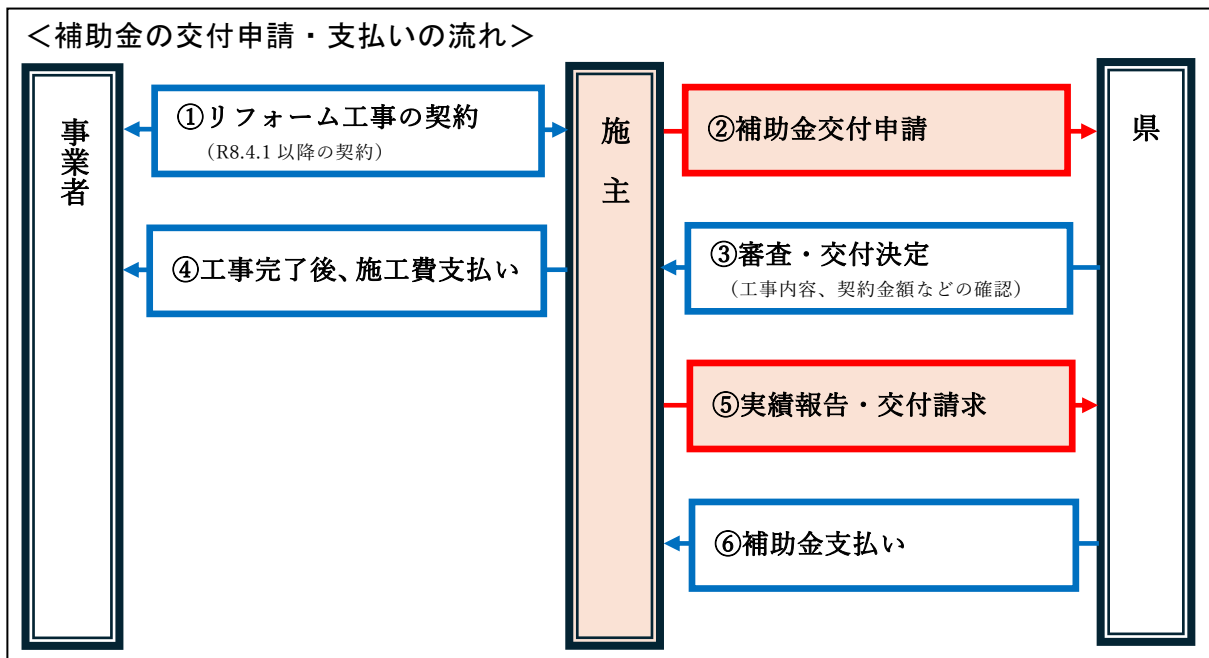 ＜補助金の交付申請・支払いの流れ＞
事業者
①リフォーム工事の契約
（R8.4.1 以降の契約）
施主
②補助金交付申請
県
④工事完了後、施工費支払い
③審査・交付決定
（工事内容、契約金額などの確認）
⑤実績報告・交付請求
⑥補助金支払い